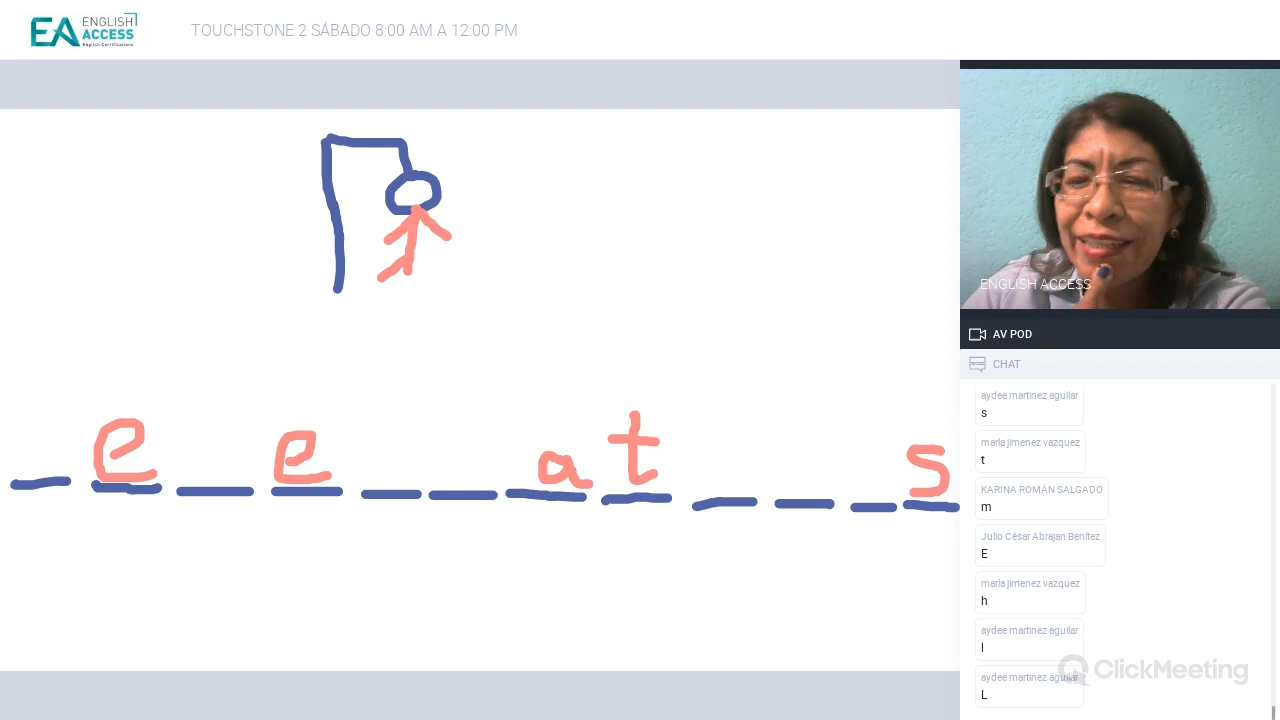 ENGLISH
EA ACCESS
English Certifications
TOUCHSTONE 2 SÁBADO 8:00 AM A 12:00 PM
e e a t s
ENGLISH ACCESS
AV POD
CHAT
aydee martinez aguilar
s
marla jimenez vazquez
t
KARINA ROMÁN SALGADO
m
Julio César Abrajan Benítez
E
marla jimenez vazquez
h
aydee martinez aguilar
l
aydee martinez aguilar
L
ClickMeeting